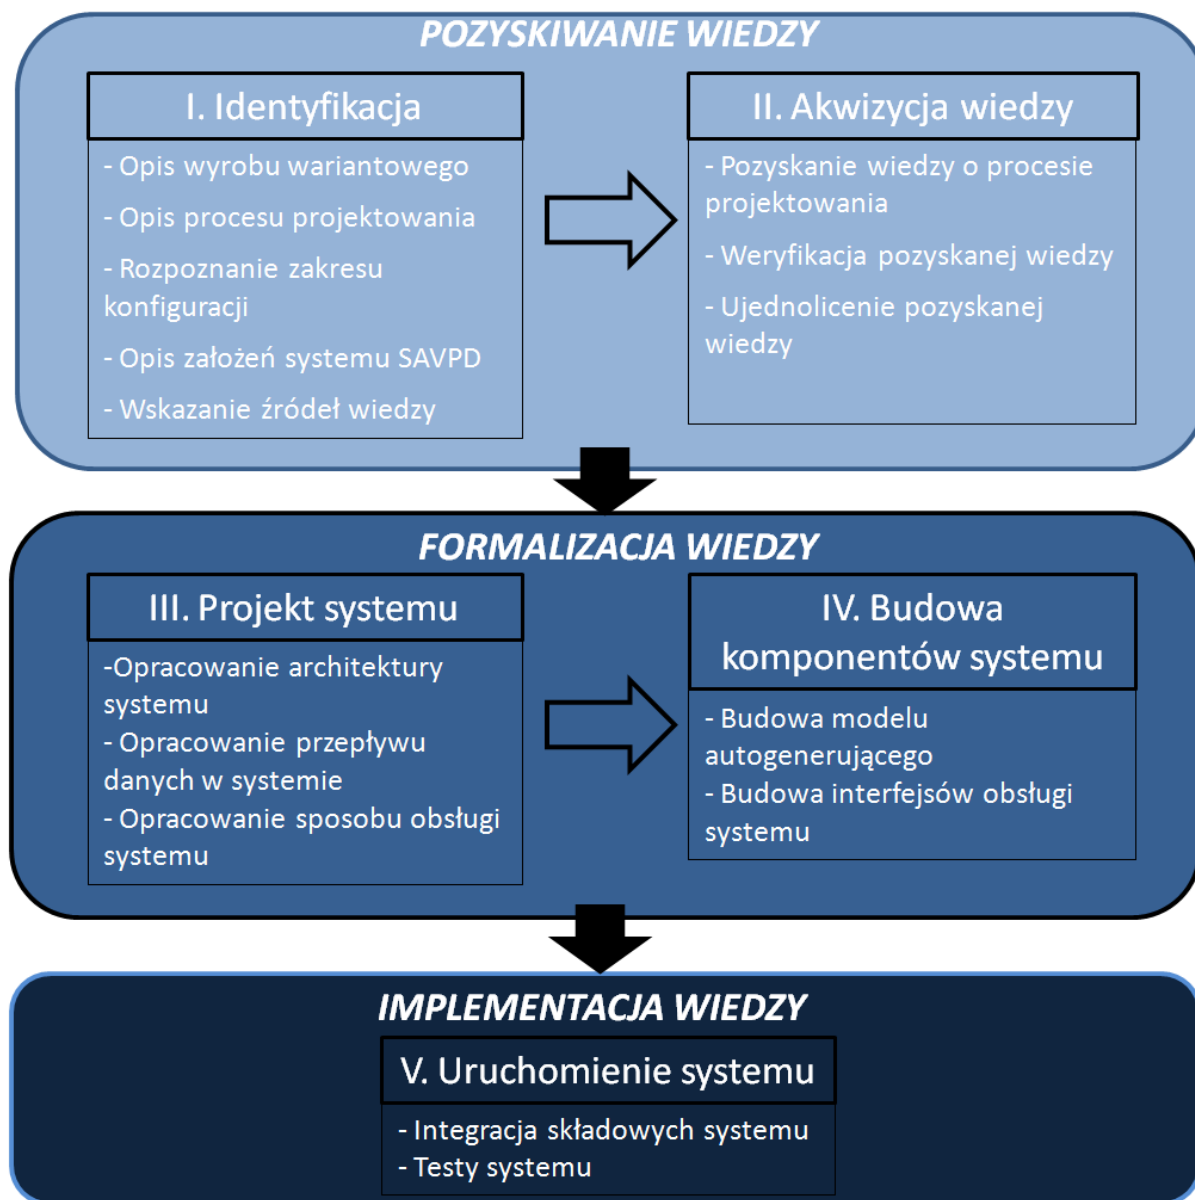 POZYSKIWANIE WIEDZY
I. Identyfikacja
- Opis wyrobu wariantowego
- Opis procesu projektowania
- Rozpoznanie zakresu
konfiguracji
- Opis założeń systemu SAVPD
- Wskazanie źródeł wiedzy
II. Akwizycja wiedzy
- Pozyskanie wiedzy o procesie
projektowania
- Weryfikacja pozyskanej wiedzy
- Ujednolicenie pozyskanej
wiedzy
FORMALIZACJA WIEDZY
III. Projekt systemu
-Opracowanie architektury
systemu
- Opracowanie przepływu
danych w systemie
- Opracowanie sposobu obsługi
systemu
IV. Budowa
komponentów systemu
- Budowa modelu
autogenerującego
- Budowa interfejsów obsługi
systemu
IMPLEMENTACJA WIEDZY
V. Uruchomienie systemu
- Integracja składowych systemu
- Testy systemu